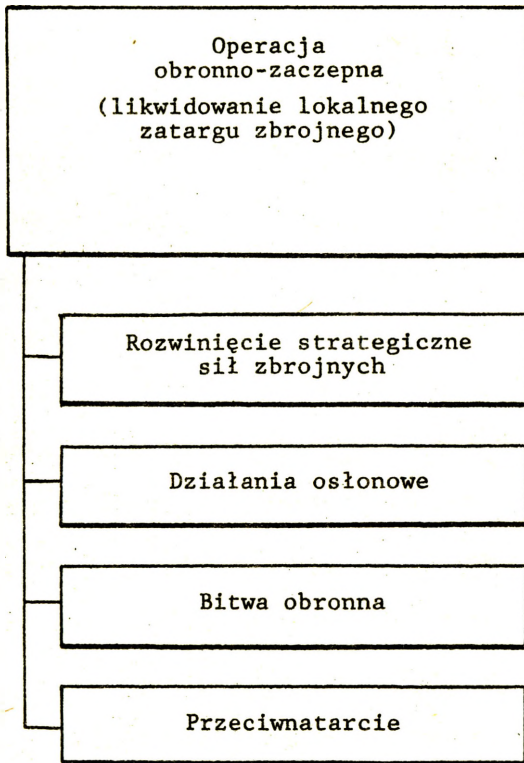 Operacja
obronno-zaczepna
(likwidowanie lokalnego
zatargu zbrojnego)
Rozwinięcie strategiczne
sił zbrojnych
Działania osłonowe
Bitwa obronna
Przeciwnatarcie